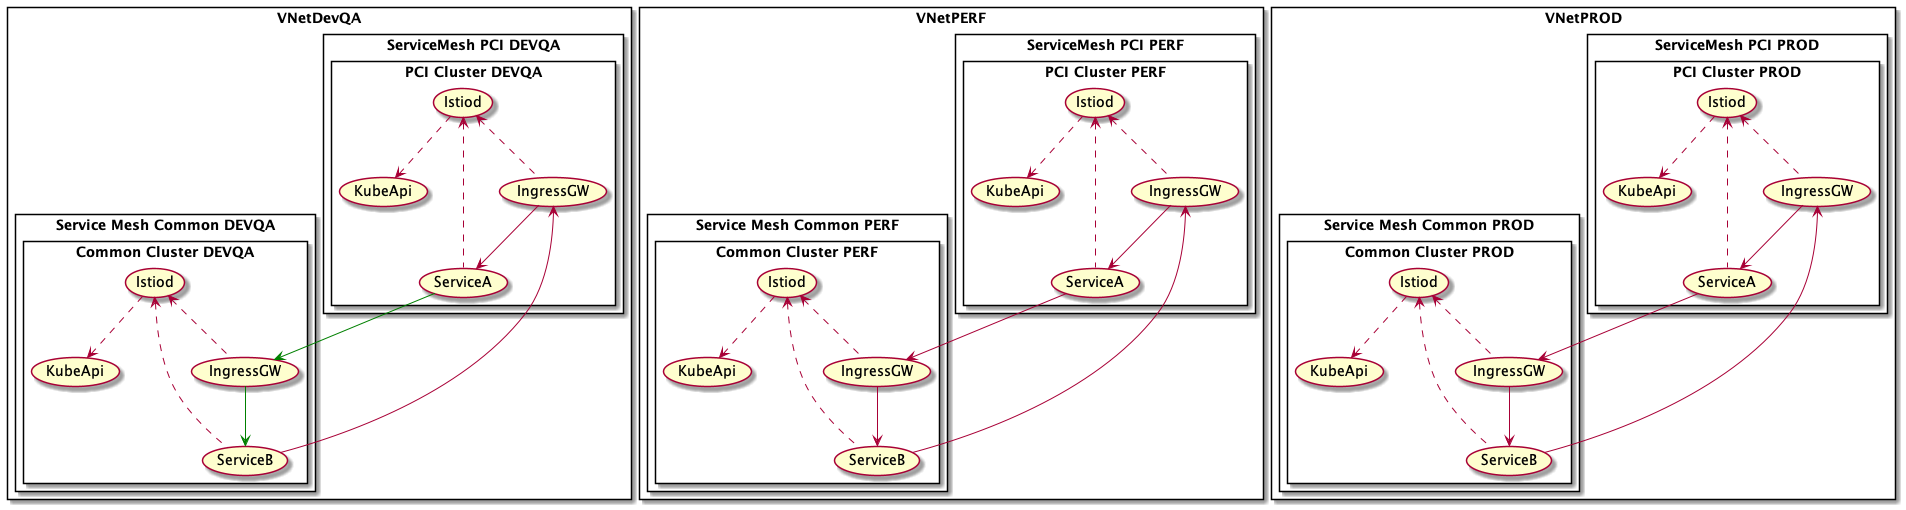 VNetDevQA
ServiceMesh PCI DEVQA
PCI Cluster DEVQA
Istiod
KubeApi
IngressGW
ServiceA
Service Mesh Common DEVQA
Common Cluster DEVQA
Istiod
KubeApi
IngressGW
ServiceB
VNetPERF
ServiceMesh PCI PERF
PCI Cluster PERF
Istiod
KubeApi
IngressGW
ServiceA
Service Mesh Common PERF
Common Cluster PERF
Istiod
KubeApi
IngressGW
ServiceB
VNetPROD
ServiceMesh PCI PROD
PCI Cluster PROD
Istiod
KubeApi
IngressGW
ServiceA
Service Mesh Common PROD
Common Cluster PROD
Istiod
KubeApi
IngressGW
ServiceB